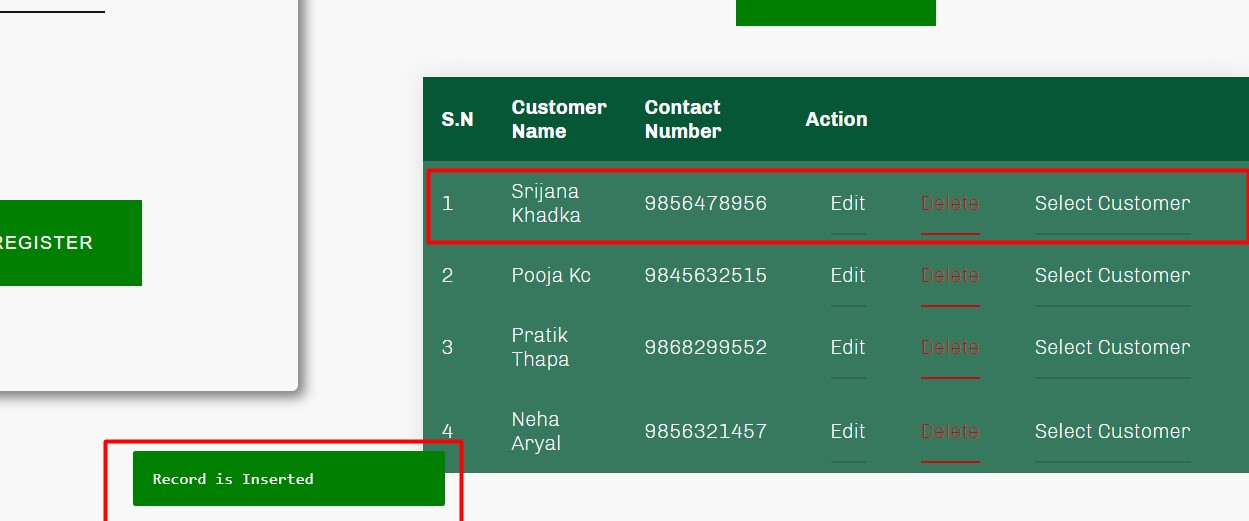 S.N Customer Name Contact Number Action
1 Srijana Khadka 9856478956 Edit Delete Select Customer
2 Pooja Kc 9845632515 Edit Delete Select Customer
3 Pratik Thapa 9868299552 Edit Delete Select Customer
4 Neha Aryal 9856321457 Edit Delete Select Customer
REGISTER
Record is Inserted